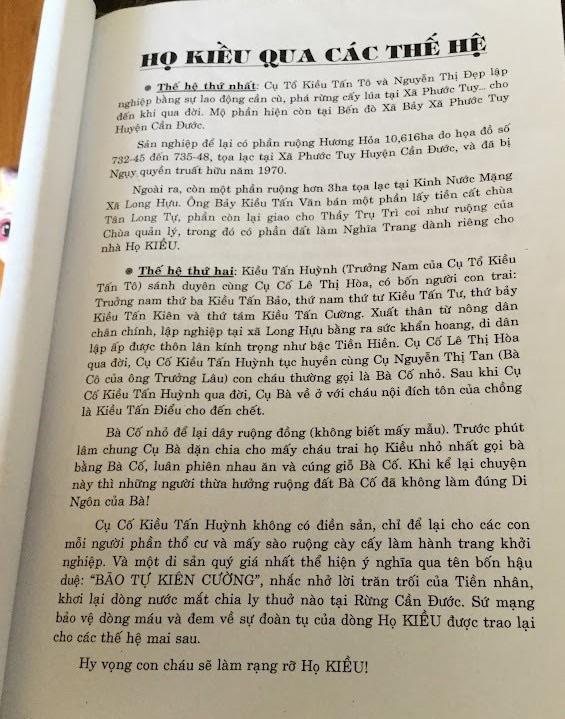 HỌ KIỀU QUA CÁC THẾ HỆ
● Thế hệ thứ nhất: Cụ Tổ Kiều Tấn Tô và Nguyễn Thị Đẹp lập
nghiệp bằng sự lao động cần cù, phá rừng cấy lúa tại Xã Phước Tuy... cho
đến khi qua đời. Mộ phần hiện còn tại Bến đò Xã Bảy Xã Phước Tuy
Huyện Cần Đước.
Sản nghiệp để lại có phần ruộng Hương Hỏa 10,616ha do họa đồ số
732-45 đến 735-48, tọa lạc tại Xã Phước Tuy Huyện Cần Đước, và đã bị
Ngụy quyền truất hữu năm 1970.
Ngoài ra, còn một phần ruộng hơn 3ha tọa lạc tại Kinh Nước Mặng
Xã Long Hựu. Ông Bảy Kiều Tấn Văn bán một phần lấy tiền cất chùa
Tân Long Tự, phần còn lại giao cho Thầy Trụ Trì coi như ruộng của
Chùa quản lý, trong đó có phần đất làm Nghĩa Trang dành riêng cho
nhà Họ KIỀU.
● Thế hệ thứ hai: Kiều Tấn Huỳnh (Trưởng Nam của Cụ Tổ Kiều
Tấn Tô) sánh duyên cùng Cụ Cố Lê Thị Hòa, có bốn người con trai:
Trưởng nam thứ ba Kiều Tấn Bảo, thứ nam thứ tư Kiều Tấn Tư, thứ bảy
Kiều Tấn Kiên và thứ tám Kiều Tấn Cường. Xuất thân từ nông dân
chân chính, lập nghiệp tại xã Long Hựu bằng ra sức khẩn hoang, di dân
lập ấp được thôn lân kính trọng như bậc Tiền Hiền. Cụ Cố Lê Thị Hòa
qua đời, Cụ Cố Kiều Tấn Huỳnh tục huyền cùng Cụ Nguyễn Thị Tan (Bà
Cô của ông Trưởng Lâu) con cháu thường gọi là Bà Cố nhỏ. Sau khi Cụ
Cố Kiều Tấn Huỳnh qua đời, Cụ Bà về ở với cháu nội đích tôn của chồng
là Kiều Tấn Điểu cho đến chết.
Bà Cố nhỏ để lại dây ruộng đồng (không biết mấy mẫu). Trước phút
lâm chung Cụ Bà dặn chia cho mấy cháu trai họ Kiều nhỏ nhất gọi bà
bằng Bà Cố, luân phiên nhau ăn và cúng giỗ Bà Cố. Khi kể lại chuyện
này thì những người thừa hưởng ruộng đất Bà Cố đã không làm đúng Di
Ngôn của Bà!
Cụ Cố Kiều Tấn Huỳnh không có điền sản, chỉ để lại cho các con
mỗi người phần thổ cư và mấy sào ruộng cày cấy làm hành trang khởi
nghiệp. Và một di sản quý giá nhất thể hiện ý nghĩa qua tên bốn hậu
duệ: “BẢO TỰ KIÊN CƯỜNG”, nhắc nhở lời trăn trối của Tiền nhân,
khơi lại dòng nước mắt chia ly thuở nào tại Rừng Cần Đước. Sứ mạng
bảo vệ dòng máu và đem về sự đoàn tụ của dòng Họ KIỀU được trao lại
cho các thế hệ mai sau.
Hy vọng con cháu sẽ làm rạng rỡ Họ KIỀU!